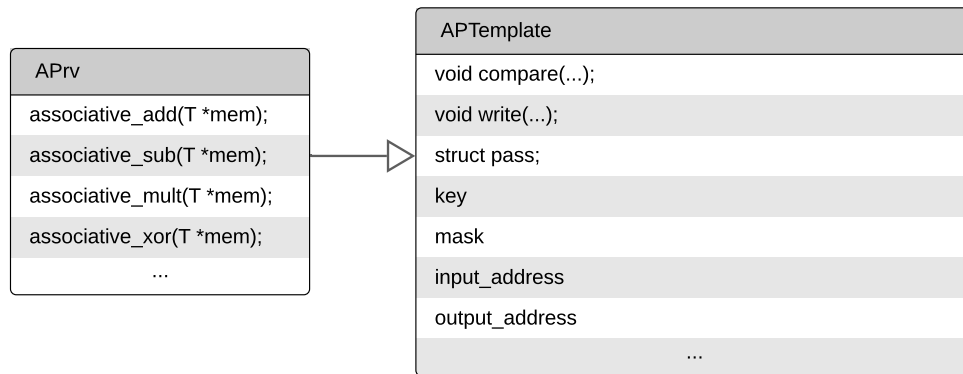 APrv
associative_add(T *mem);
associative_sub(T *mem);
associative_mult(T *mem);
associative_xor(T *mem);
...
APTemplate
void compare(...);
void write(...);
struct pass;
key
mask
input_address
output_address
...